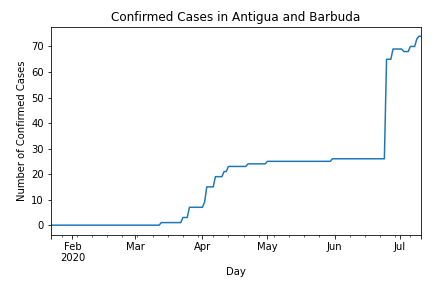 Confirmed Cases in Antigua and Barbuda
Number of Confirmed Cases
70
60
50
40
30
20
10
0
Feb
2020
Mar
Apr
May
Jun
Jul
Day